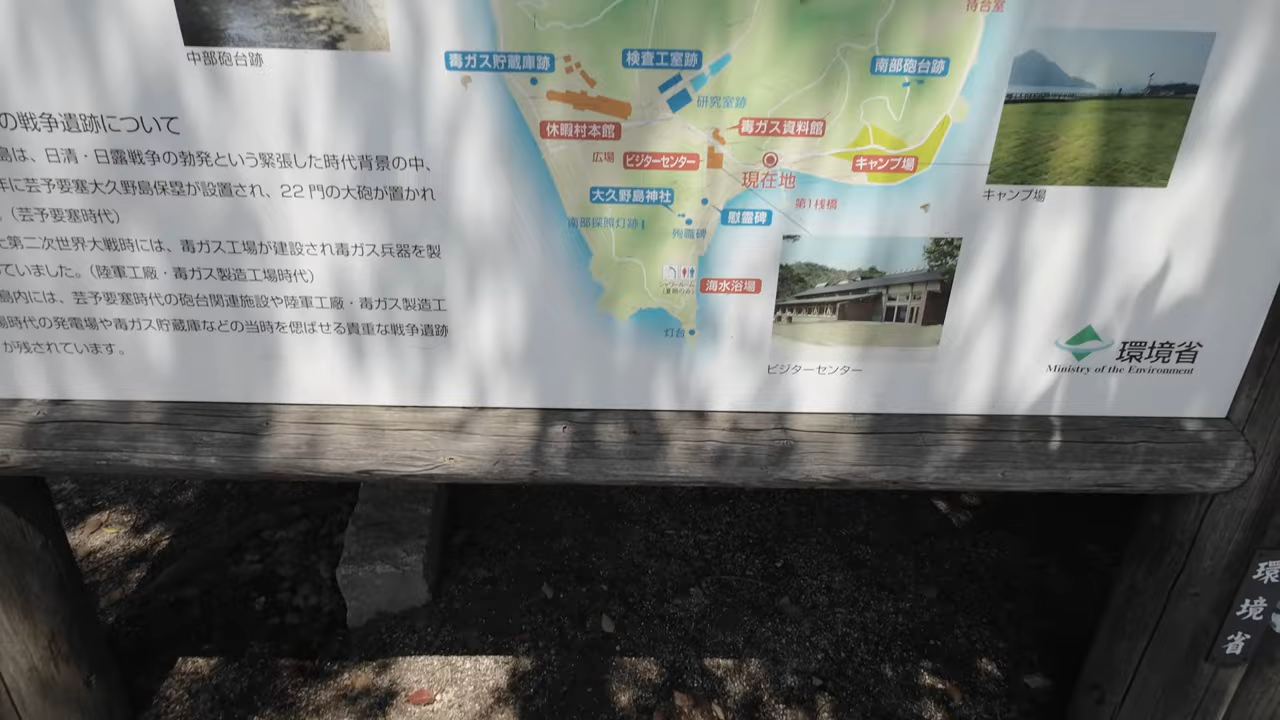 中部砲台跡
の戦争遺跡について
島は、日清・日露戦争の勃発という緊張した時代背景の中、
年に芸予要塞大久野島保塁が設置され、22門の大砲が置かれ
。（芸予要塞時代）
た第二次世界大戦時には、毒ガス工場が建設され毒ガス兵器を製
ていました。（陸軍工廠・毒ガス製造工場時代）
島内には、芸予要塞時代の砲台関連施設や陸軍工廠・毒ガス製造工
場時代の発電場や毒ガス貯蔵庫などの当時を偲ばせる貴重な戦争遺跡
が残されています。
待合室
毒ガス貯蔵庫跡
検査工室跡
南部砲台跡
研究室跡
休暇村本館
毒ガス資料館
広場
ビジターセンター
キャンプ場
現在地
大久野島神社
第1桟橋
慰霊碑
南部探照灯跡
殉職碑
シャワールーム
(夏期のみ)
海水浴場
灯台
キャンプ場
ビジターセンター
環境省
Ministry of the Environment
環境省